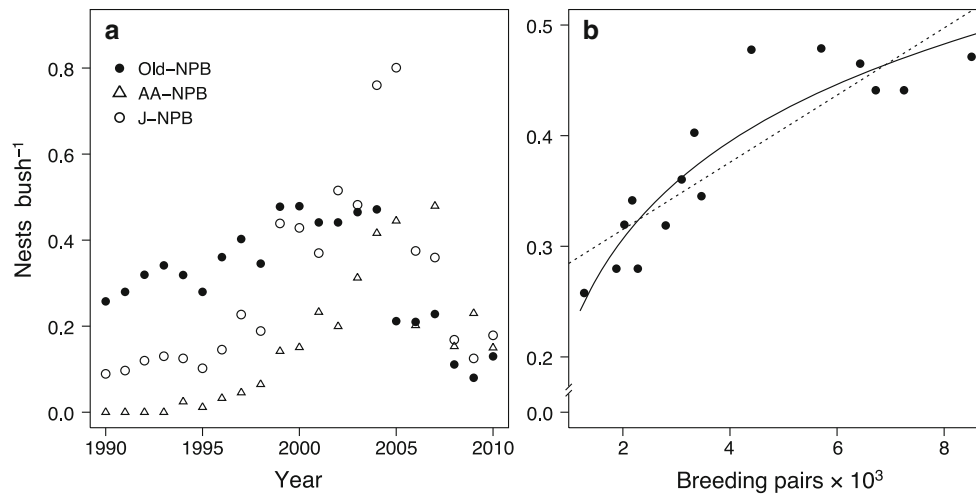 a
Old−NPB
AA−NPB
J−NPB
Nests bush⁻¹
0.8
0.6
0.4
0.2
0.0
1990 1995 2000 2005 2010
Year
b
0.5
0.4
0.3
0.2
0.0
2 4 6 8
Breeding pairs × 10³